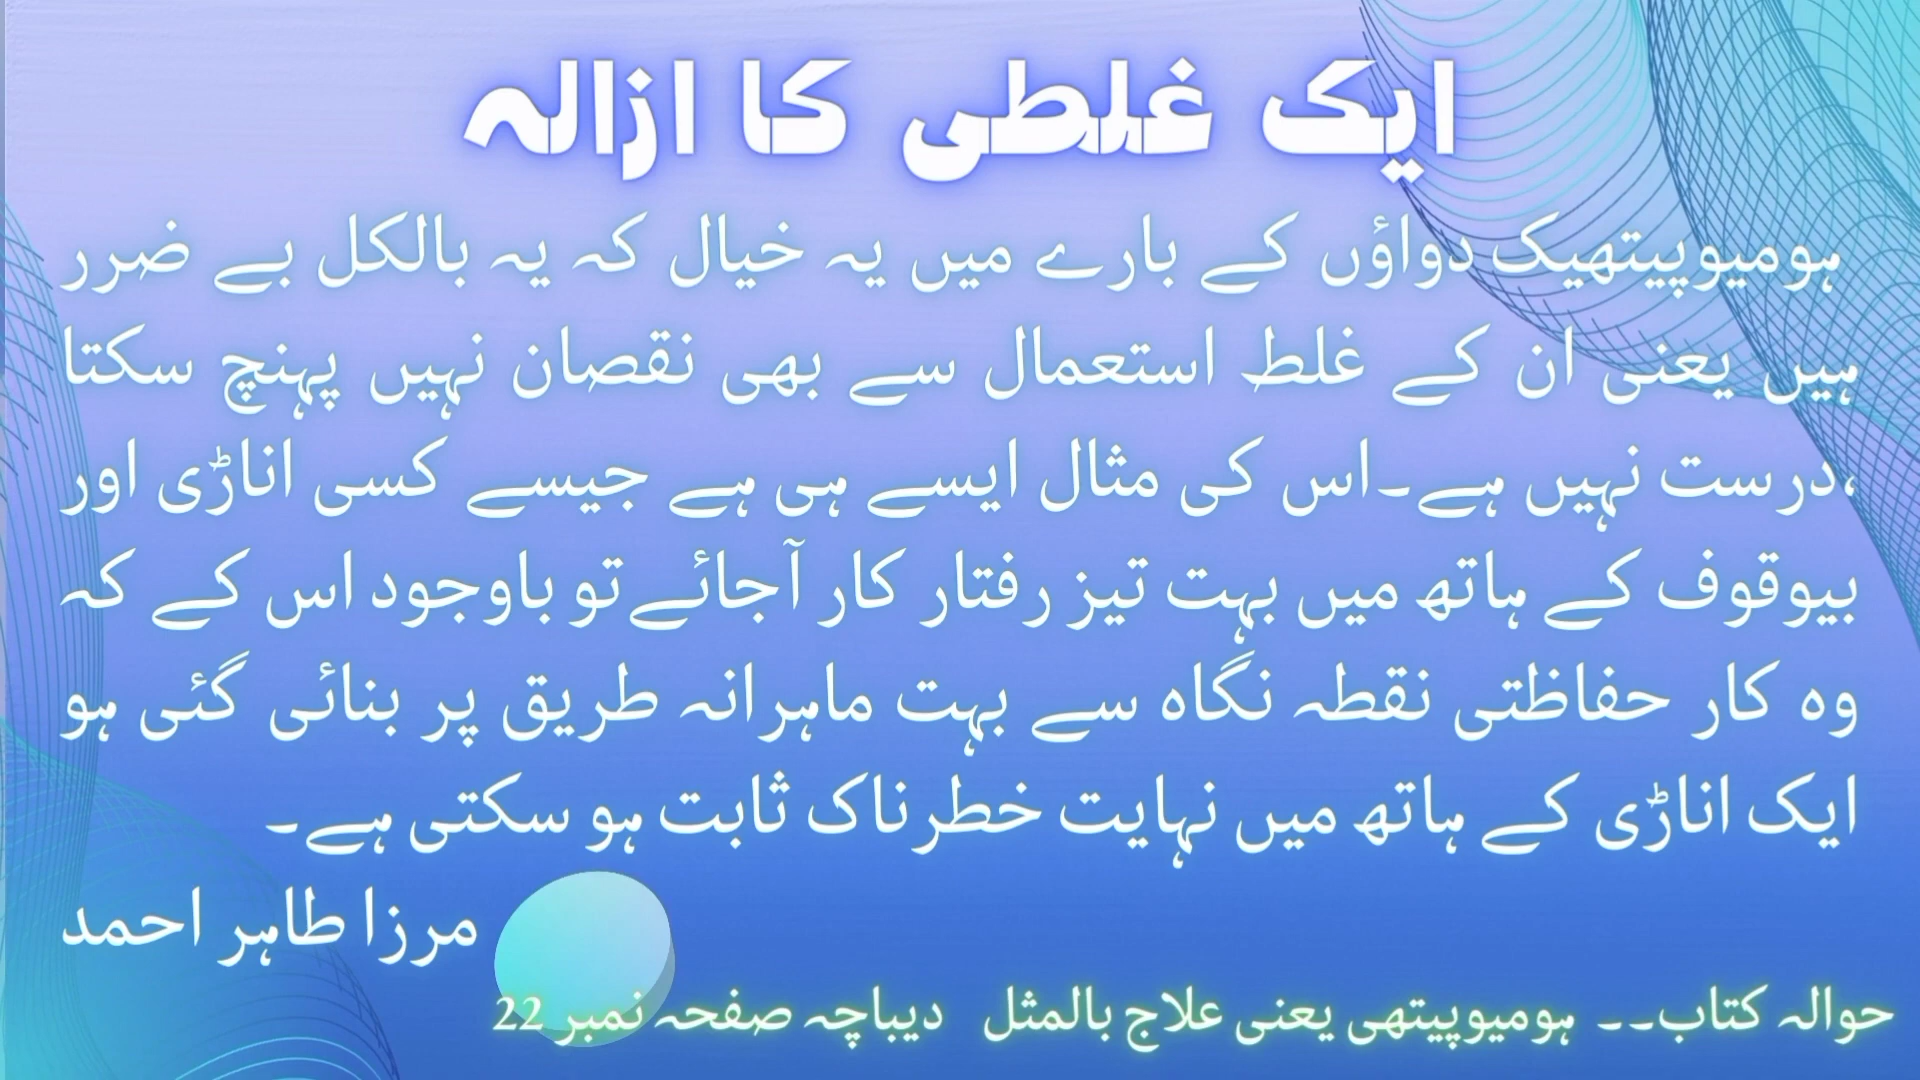 ایک غلطی کا ازالہ
ہومیوپیتھیک دواؤں کے بارے میں یہ خیال کہ یہ بالکل بے ضرر
ہیں یعنی ان کے غلط استعمال سے بھی نقصان نہیں پہنچ سکتا
،درست نہیں ہے۔اس کی مثال ایسے ہی ہے جیسے کسی اناڑی اور
بیوقوف کے ہاتھ میں بہت تیز رفتار کار آجائے تو باوجود اس کے کہ
وہ کار حفاظتی نقطہ نگاہ سے بہت ماہرانہ طریق پر بنائی گئی ہو
ایک اناڑی کے ہاتھ میں نہایت خطرناک ثابت ہو سکتی ہے۔
مرزا طاہر احمد
حوالہ کتاب۔۔ ہومیوپیتھی یعنی علاج بالمثل دیباچہ صفحہ نمبر 22